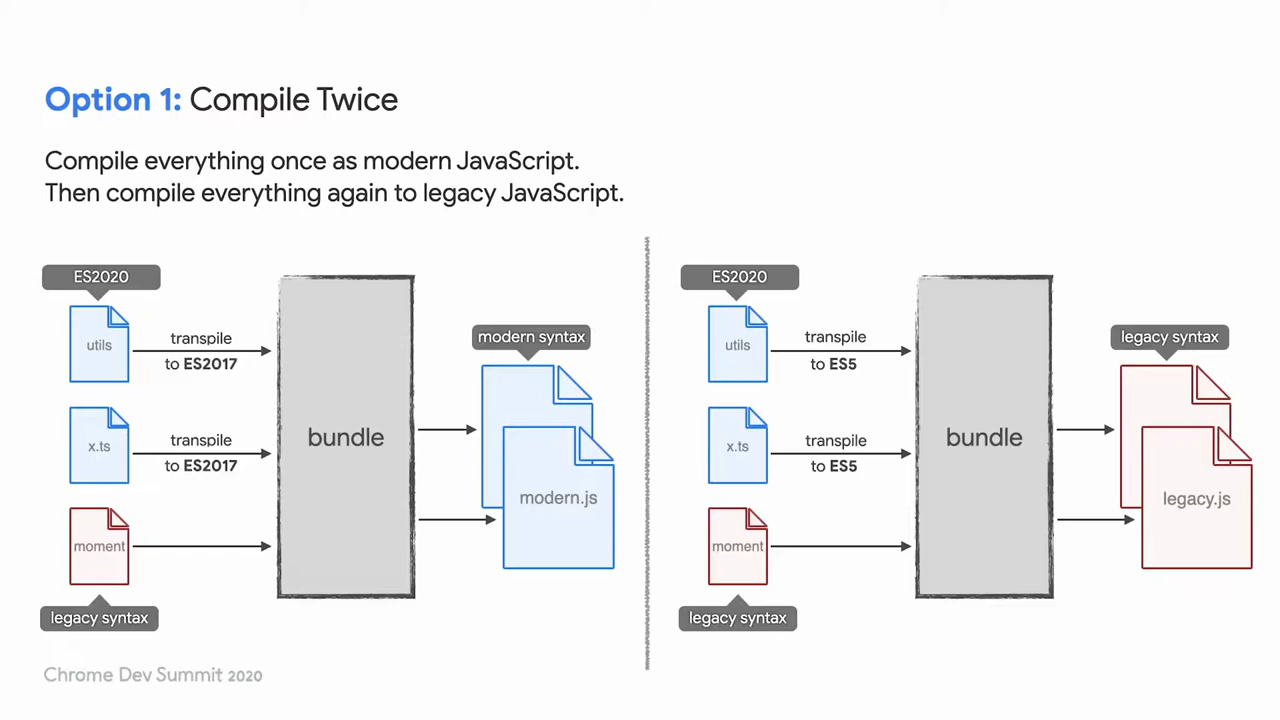 Option 1: Compile Twice
Compile everything once as modern JavaScript.
Then compile everything again to legacy JavaScript.
ES2020
utils
transpile
to ES2017
x.ts
transpile
to ES2017
moment
legacy syntax
bundle
modern syntax
modern.js
ES2020
utils
transpile
to ES5
x.ts
transpile
to ES5
moment
legacy syntax
bundle
legacy syntax
legacy.js
Chrome Dev Summit 2020